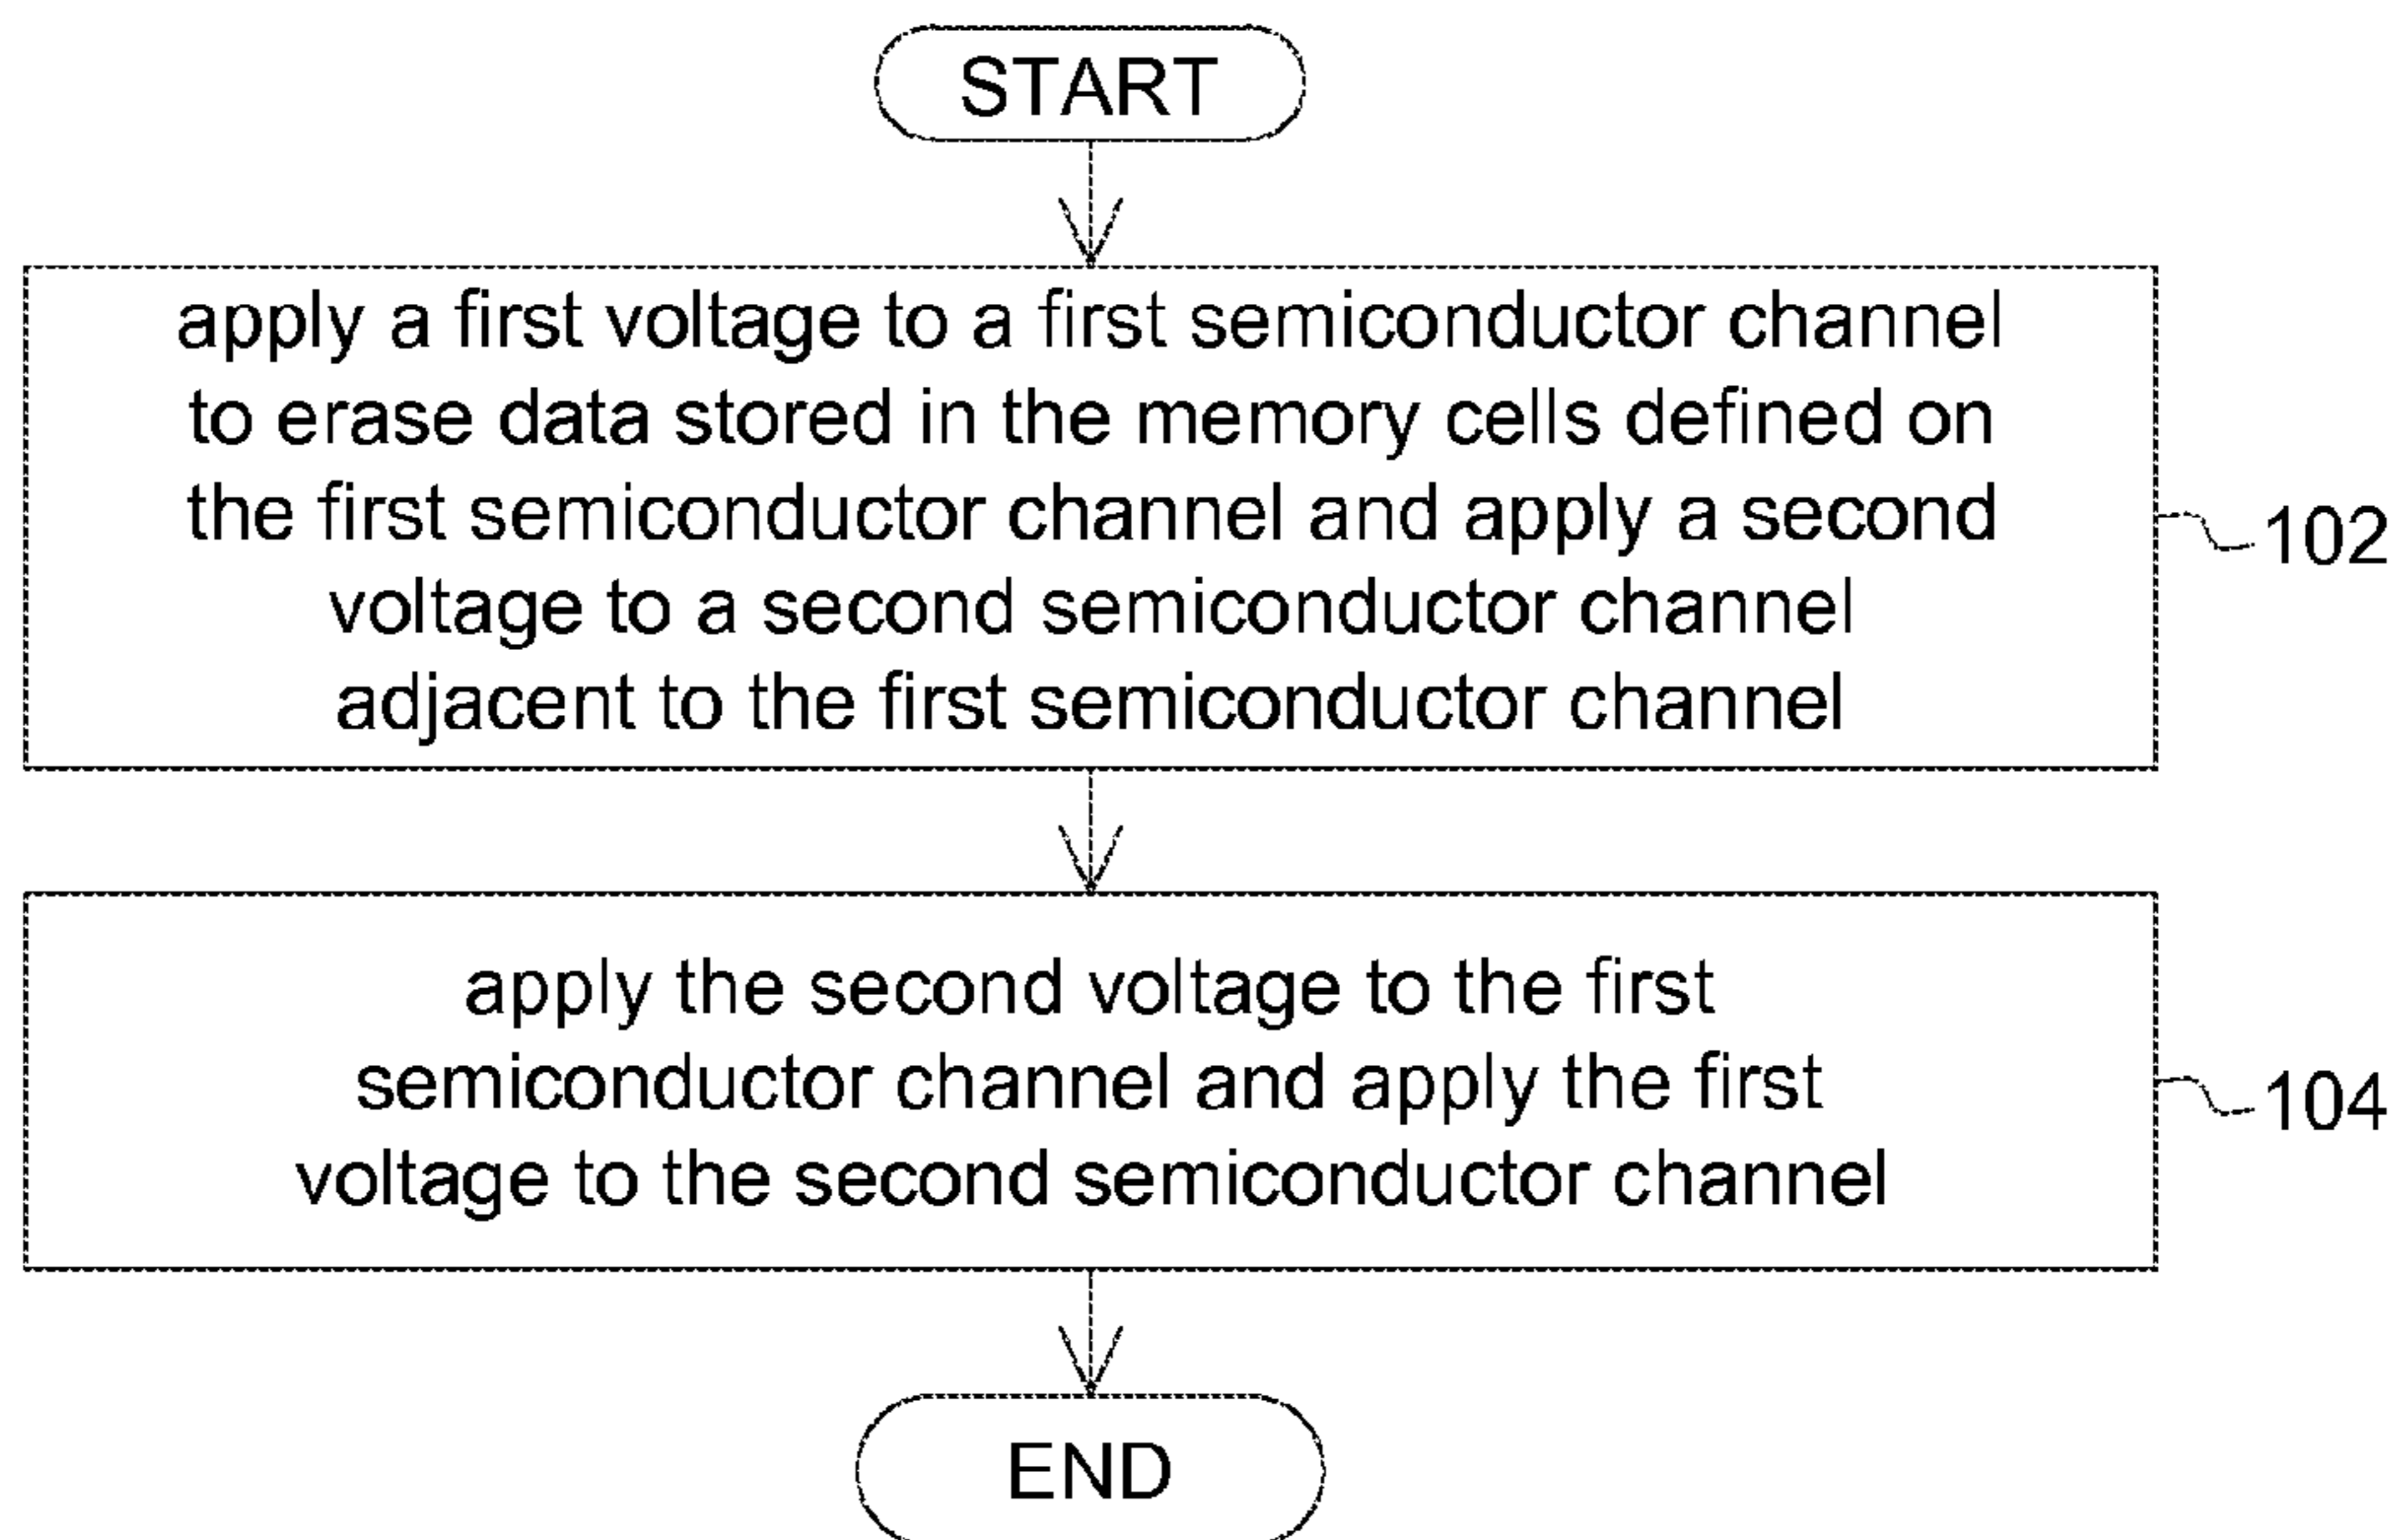 START
apply a first voltage to a first semiconductor channel
to erase data stored in the memory cells defined on
the first semiconductor channel and apply a second
voltage to a second semiconductor channel
adjacent to the first semiconductor channel
102
apply the second voltage to the first
semiconductor channel and apply the first
voltage to the second semiconductor channel
104
END